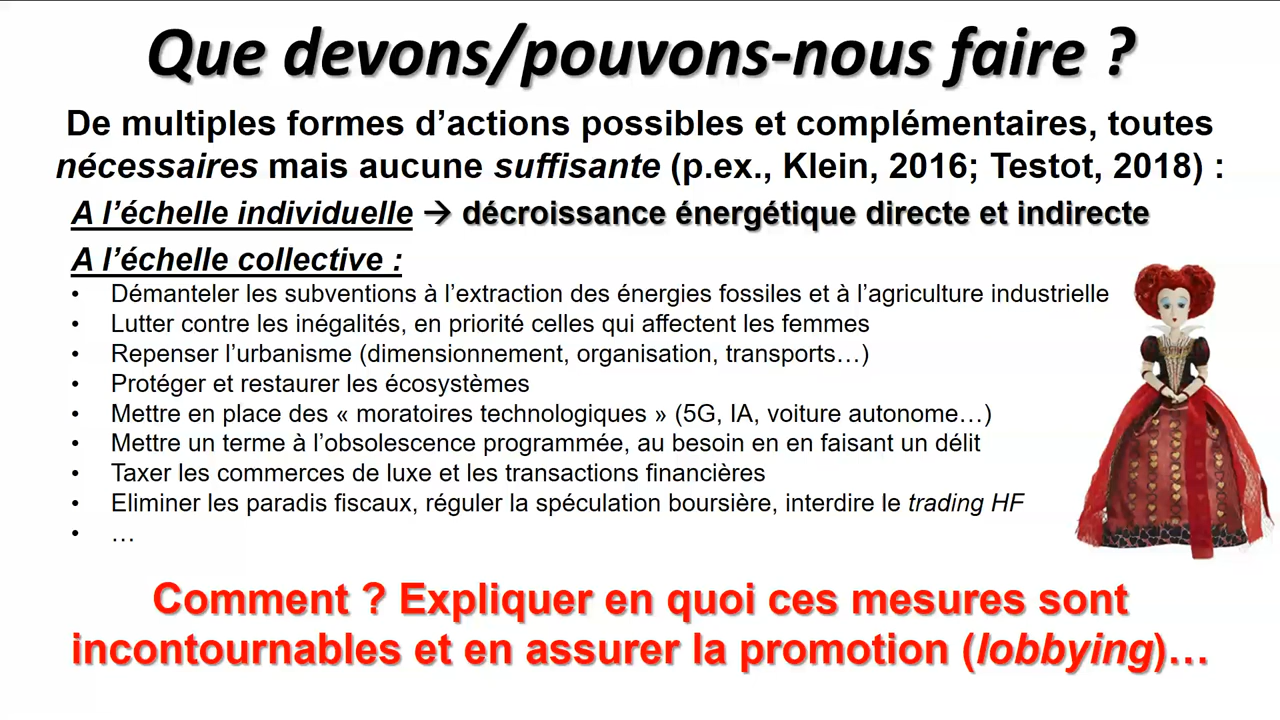 Que devons/pouvons-nous faire ?
De multiples formes d’actions possibles et complémentaires, toutes
nécessaires mais aucune suffisante (p.ex., Klein, 2016; Testot, 2018) :
A l’échelle individuelle → décroissance énergétique directe et indirecte
A l’échelle collective :
• Démanteler les subventions à l’extraction des énergies fossiles et à l’agriculture industrielle
• Lutter contre les inégalités, en priorité celles qui affectent les femmes
• Repenser l’urbanisme (dimensionnement, organisation, transports…)
• Protéger et restaurer les écosystèmes
• Mettre en place des « moratoires technologiques » (5G, IA, voiture autonome…)
• Mettre un terme à l’obsolescence programmée, au besoin en en faisant un délit
• Taxer les commerces de luxe et les transactions financières
• Eliminer les paradis fiscaux, réguler la spéculation boursière, interdire le trading HF
• …
Comment ? Expliquer en quoi ces mesures sont
incontournables et en assurer la promotion (lobbying)…